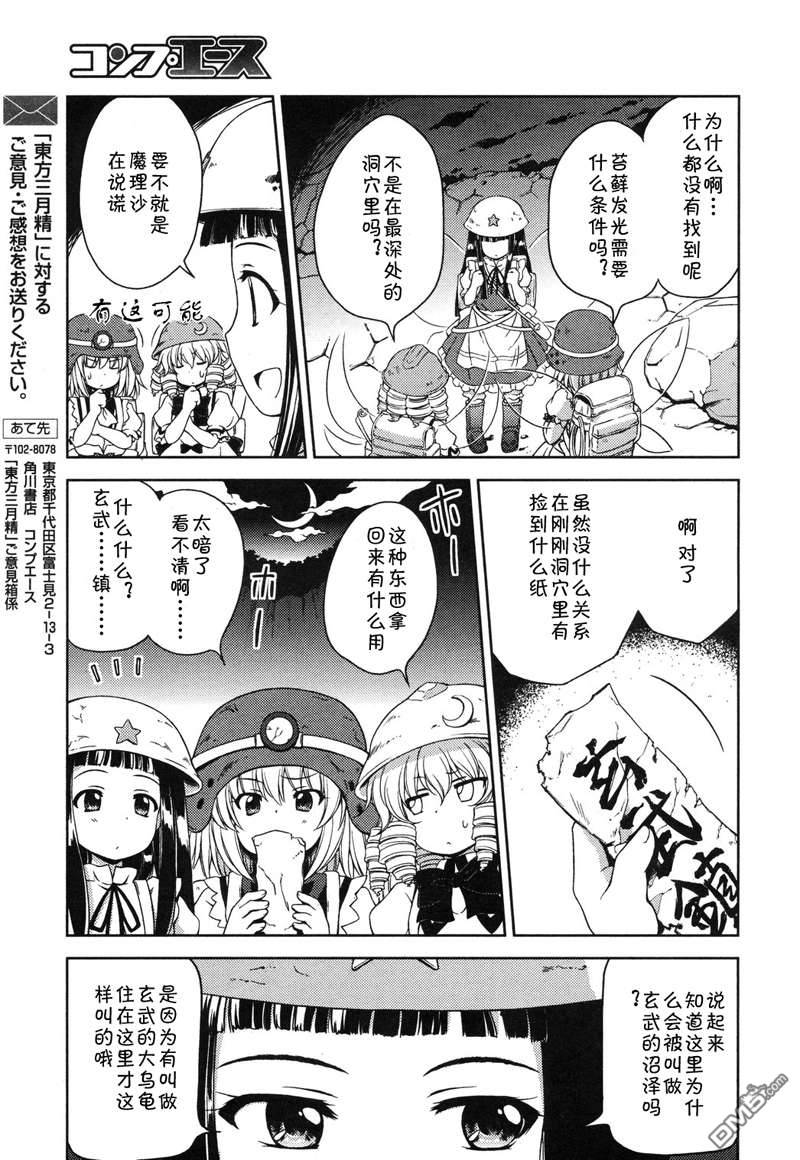 コンプエース
為什么啊…
什么都没有找到呢
苔藓发光需要
什么条件吗?
不是在最深处的
洞穴里吗?
要不就是
魔理沙
在说谎
有这可能
啊 对了
虽然没什么关系
在刚刚洞穴里有
捡到什么纸
玄武鎮
这种东西拿
回来有什么用
太暗了
看不清啊…
什么什么?
玄武……镇……
说起来
知道这里为什
么会被叫做
玄武的沼泽吗
?
是因为有叫做
玄武的大乌龟
住在这里才这
样叫的哦
「東方三月精」に対する
ご意見・ご感想をお送りください。
あて先
〒102-8078
東京都千代田区富士見2-13-3
角川書店 コンプエース
「東方三月精」ご意見箱係
DM5.com